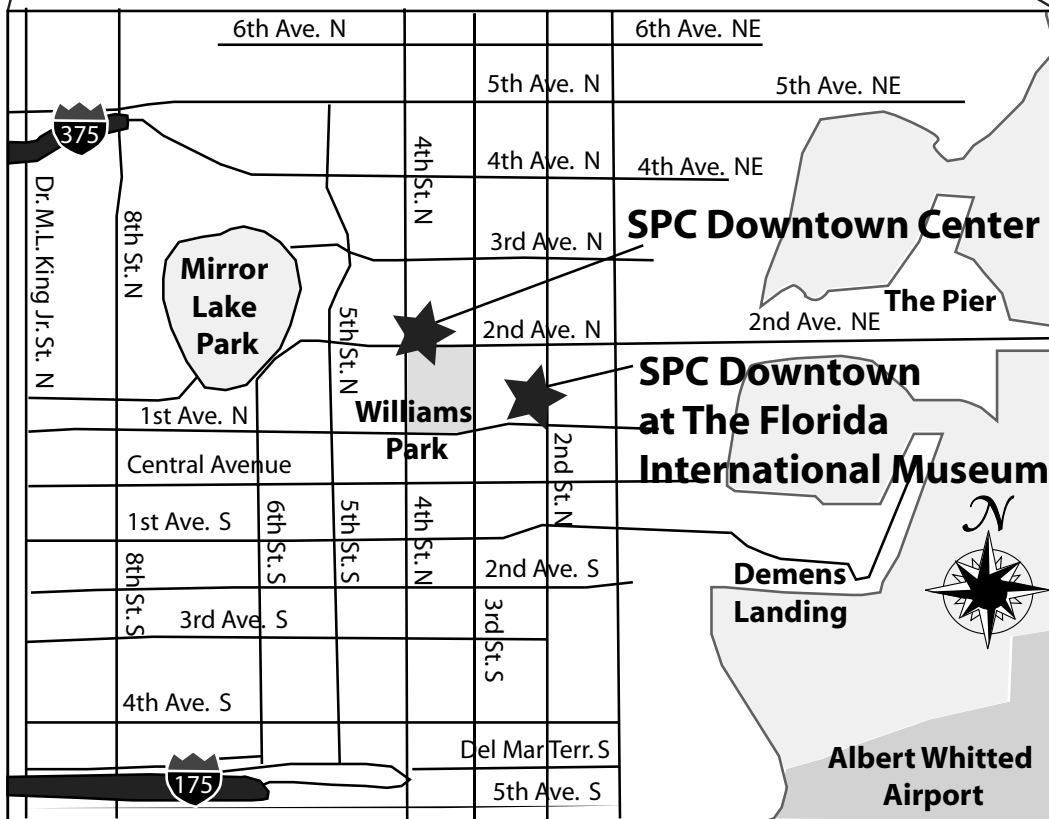 6th Ave. N
6th Ave. NE
5th Ave. N
5th Ave. NE
375
4th St. N
4th Ave. N
4th Ave. NE
Dr. M.L. King Jr. St. N
8th St. N
3rd Ave. N
SPC Downtown Center
Mirror
Lake
Park
The Pier
5th St. N
2nd Ave. N
2nd Ave. NE
SPC Downtown
at The Florida
International Museum
1st Ave. N
Williams
Park
2nd St. N
Central Avenue
6th St. S
5th St. S
4th St. N
1st Ave. S
N
8th St. S
2nd Ave. S
Demens
Landing
3rd Ave. S
3rd St. S
4th Ave. S
Del Mar Terr. S
175
5th Ave. S
Albert Whitted
Airport